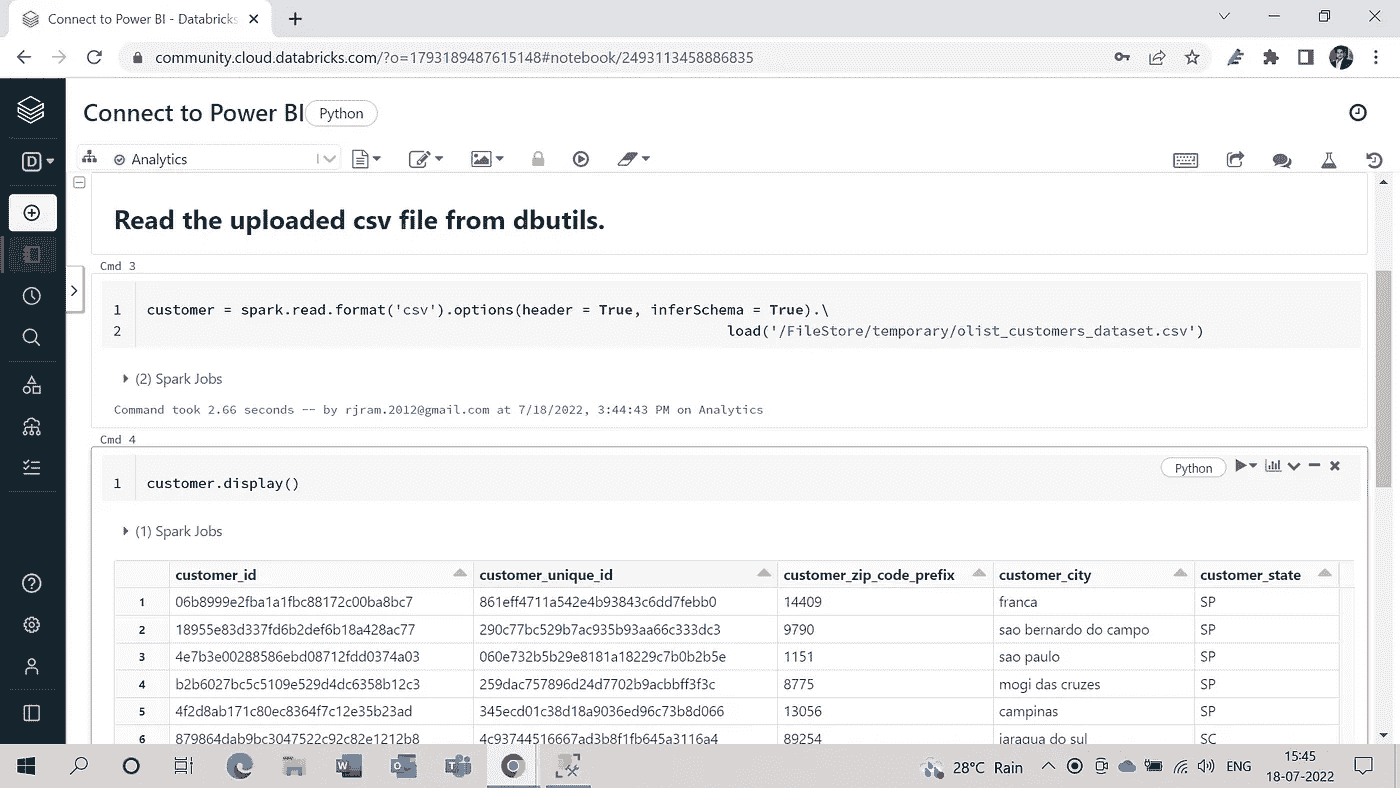 Connect to Power BI - Databricks
community.cloud.databricks.com/?o=1793189487615148#notebook/2493113458886835
Connect to Power BI Python
D Analytics
Read the uploaded csv file from dbutils.
Cmd 3
1 customer = spark.read.format('csv').options(header = True, inferSchema = True).\
2 load('/FileStore/temporary/olist_customers_dataset.csv')
(2) Spark Jobs
Command took 2.66 seconds -- by rjram.2012@gmail.com at 7/18/2022, 3:44:43 PM on Analytics
Cmd 4
Python
1 customer.display()
(1) Spark Jobs
customer_id customer_unique_id customer_zip_code_prefix customer_city customer_state
1 06b8999e2fba1a1fbc88172c00ba8bc7 861eff4711a542e4b93843c6dd7febb0 14409 franca SP
2 18955e83d337fd6b2def6b18a428ac77 290c77bc529b7ac935b93aa66c333dc3 9790 sao bernardo do campo SP
3 4e7b3e00288586ebd08712fdd0374a03 060e732b5b29e8181a18229c7b0b2b5e 1151 sao paulo SP
4 b2b6027bc5c5109e529d4dc6358b12c3 259dac757896d24d7702b9acbbff3f3c 8775 mogi das cruzes SP
5 4f2d8ab171c80ec8364f7c12e35b23ad 345ecd01c38d18a9036ed96c73b8d066 13056 campinas SP
6 879864dab9bc3047522c92c82e1212b8 4c93744516667ad3b8f1fb645a3116a4 89254 jaragua do sul SC
28°C Rain ENG 15:45
18-07-2022